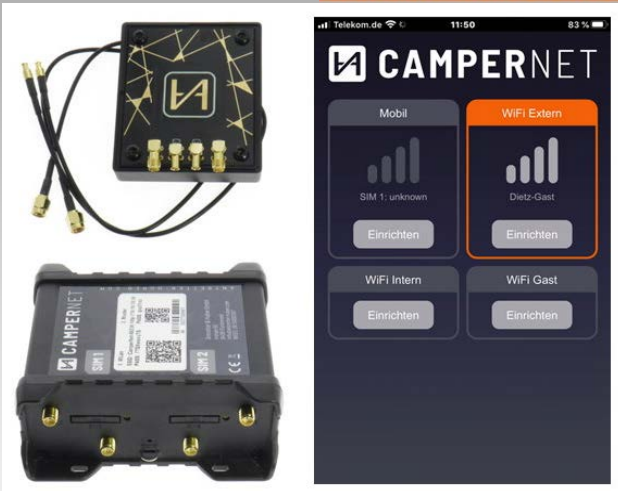 CAMPERNET
SIM 1
SIM 2
CE
Telekom.de
11:50
83 %
CAMPERNET
Mobil
SIM 1: unknown
Einrichten
WiFi Extern
Dietz-Gast
Einrichten
WiFi Intern
Einrichten
WiFi Gast
Einrichten